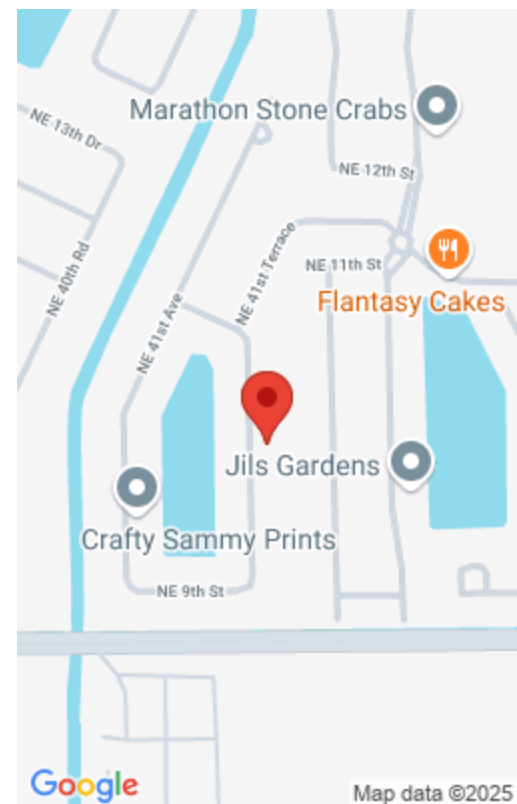 Marathon Stone Crabs
NE 13th Dr
NE 12th St
NE 41st Terrace
NE 11th St
NE 40th Rd
Flantasy Cakes
NE 41st Ave
Jils Gardens
Crafty Sammy Prints
NE 9th St
Google
Map data ©2025